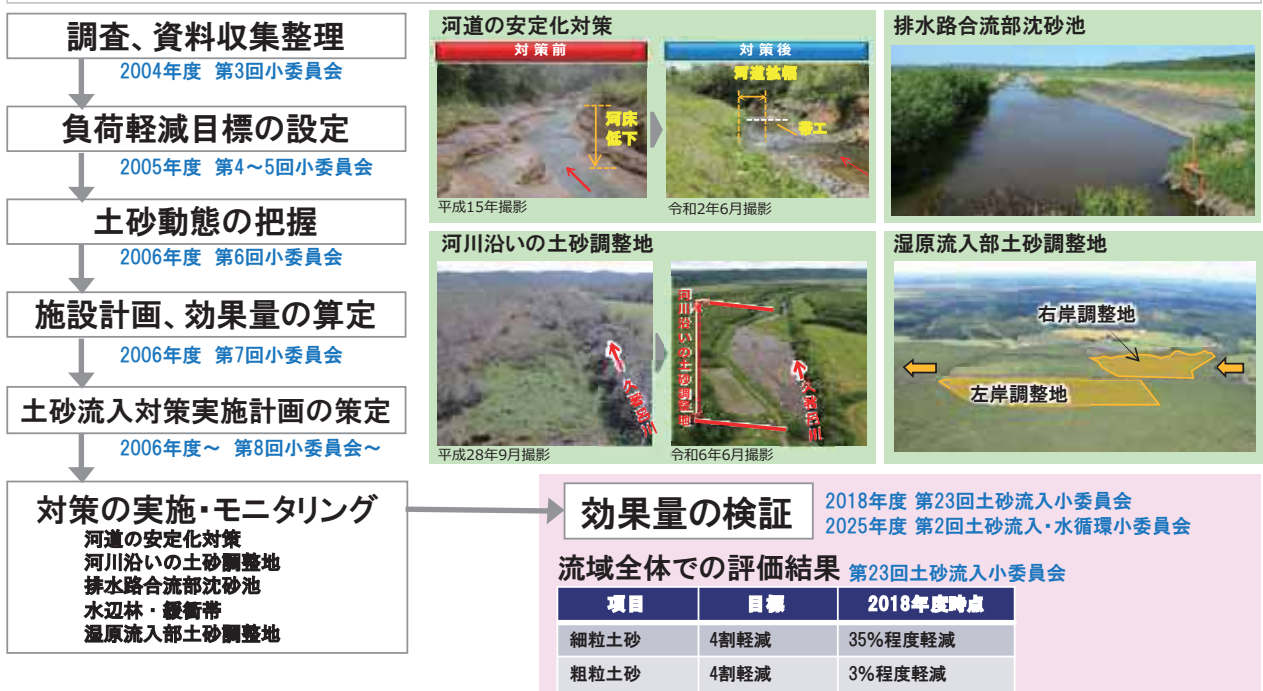 調査、資料収集整理
2004年度 第3回小委員会
負荷軽減目標の設定
2005年度 第4～5回小委員会
土砂動態の把握
2006年度 第6回小委員会
施設計画、効果量の算定
2006年度 第7回小委員会
土砂流入対策実施計画の策定
2006年度～ 第8回小委員会～
対策の実施・モニタリング
河道の安定化対策
河川沿いの土砂調整地
排水路合流部沈砂池
水辺林・緩衝帯
湿原流入部土砂調整地
河道の安定化対策
対策前
対策後
河床
低下
河道拡幅
帯工
平成15年撮影
令和2年6月撮影
排水路合流部沈砂池
河川沿いの土砂調整地
久著呂川
河川沿いの土砂調整地
久著呂川
平成28年9月撮影
令和6年6月撮影
湿原流入部土砂調整地
右岸調整地
左岸調整地
効果量の検証
2018年度 第23回土砂流入小委員会
2025年度 第2回土砂流入・水循環小委員会
流域全体での評価結果 第23回土砂流入小委員会
項目 目標 2018年度時点
細粒土砂 4割軽減 35%程度軽減
粗粒土砂 4割軽減 3%程度軽減